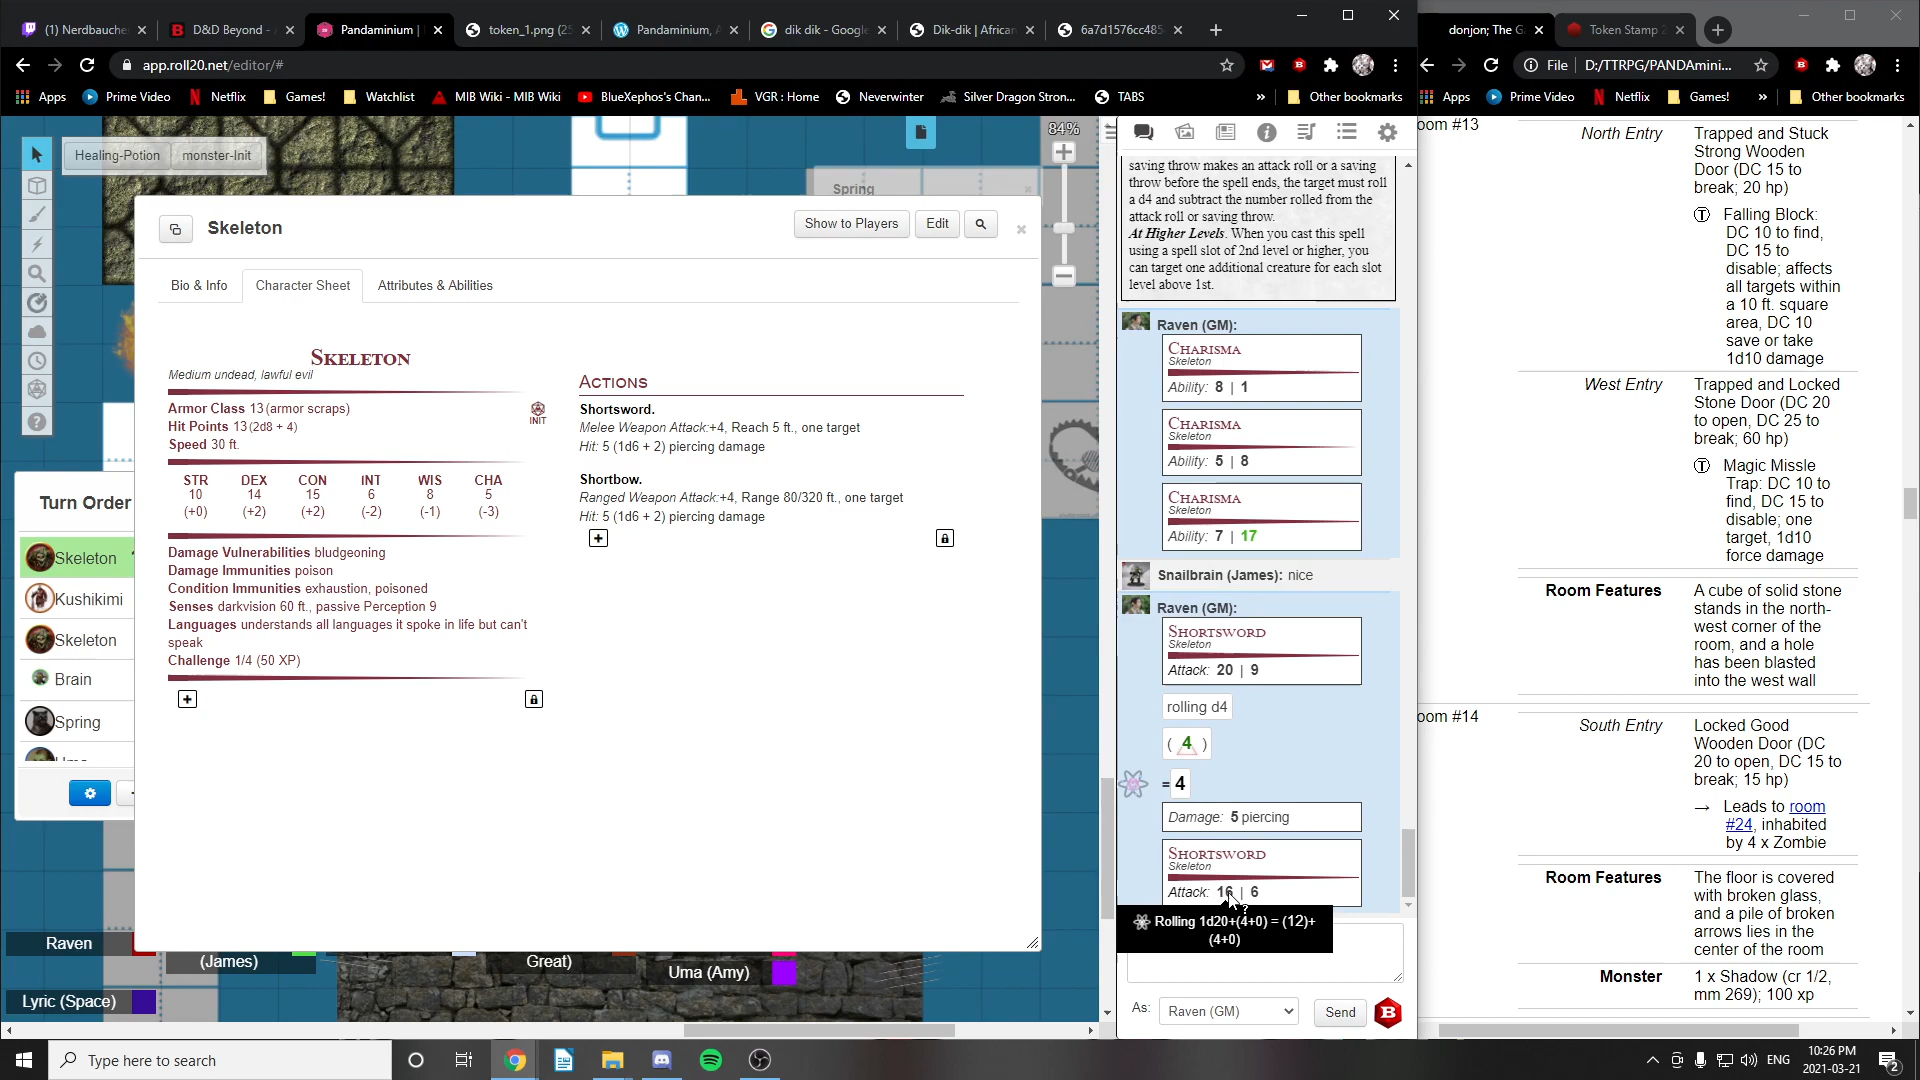 Nerdbauche
D&D Beyond -
Pandaminium |
token_1.png (25
Pandaminium, A
dik dik - Google
Dik-dik | African
6a7d1576cc485
donjon; The G
Token Stamp 2
app.roll20.net/editor/#
File | D:/TTRPG/PANDAmini...
Apps
Prime Video
Netflix
Games!
Watchlist
MIB Wiki - MIB Wiki
BlueXephos's Chan...
VGR : Home
Neverwinter
Silver Dragon Stron...
TABS
»
Other bookmarks
Apps
Prime Video
Netflix
Games!
»
Other bookmarks
Healing-Potion
monster-Init
84%
Spring
Skeleton
Show to Players
Edit
Bio & Info
Character Sheet
Attributes & Abilities
SKELETON
Medium undead, lawful evil
Armor Class 13 (armor scraps)
Hit Points 13 (2d8 + 4)
Speed 30 ft.
INIT
STR DEX CON INT WIS CHA
10 14 15 6 8 5
(+0) (+2) (+2) (-2) (-1) (-3)
Damage Vulnerabilities bludgeoning
Damage Immunities poison
Condition Immunities exhaustion, poisoned
Senses darkvision 60 ft., passive Perception 9
Languages understands all languages it spoke in life but can't
speak
Challenge 1/4 (50 XP)
ACTIONS
Shortsword.
Melee Weapon Attack:+4, Reach 5 ft., one target
Hit: 5 (1d6 + 2) piercing damage
Shortbow.
Ranged Weapon Attack:+4, Range 80/320 ft., one target
Hit: 5 (1d6 + 2) piercing damage
Turn Order
Skeleton
Kushikimi
Skeleton
Brain
Spring
Raven
(James)
Great)
Uma (Amy)
Lyric (Space)
saving throw makes an attack roll or a saving
throw before the spell ends, the target must roll
a d4 and subtract the number rolled from the
attack roll or saving throw.
At Higher Levels. When you cast this spell
using a spell slot of 2nd level or higher, you
can target one additional creature for each slot
level above 1st.
Raven (GM):
CHARISMA
Skeleton
Ability: 8 | 1
CHARISMA
Skeleton
Ability: 5 | 8
CHARISMA
Skeleton
Ability: 7 | 17
Snailbrain (James): nice
Raven (GM):
SHORTSWORD
Skeleton
Attack: 20 | 9
rolling d4
( 4 )
=4
Damage: 5 piercing
SHORTSWORD
Skeleton
Attack: 16 | 6
Rolling 1d20+(4+0) = (12)+
(4+0)
As:
Raven (GM)
Send
B
oom #13
North Entry
Trapped and Stuck
Strong Wooden
Door (DC 15 to
break; 20 hp)
Ⓣ Falling Block:
DC 10 to find,
DC 15 to
disable; affects
all targets within
a 10 ft. square
area, DC 10
save or take
1d10 damage
West Entry
Trapped and Locked
Stone Door (DC 20
to open, DC 25 to
break; 60 hp)
Ⓣ Magic Missle
Trap: DC 10 to
find, DC 15 to
disable; one
target, 1d10
force damage
Room Features
A cube of solid stone
stands in the north-
west corner of the
room, and a hole
has been blasted
into the west wall
oom #14
South Entry
Locked Good
Wooden Door (DC
20 to open, DC 15 to
break; 15 hp)
→ Leads to room
#24, inhabited
by 4 x Zombie
Room Features
The floor is covered
with broken glass,
and a pile of broken
arrows lies in the
center of the room
Monster
1 x Shadow (cr 1/2,
mm 269); 100 xp
Type here to search
ENG
10:26 PM
2021-03-21
2